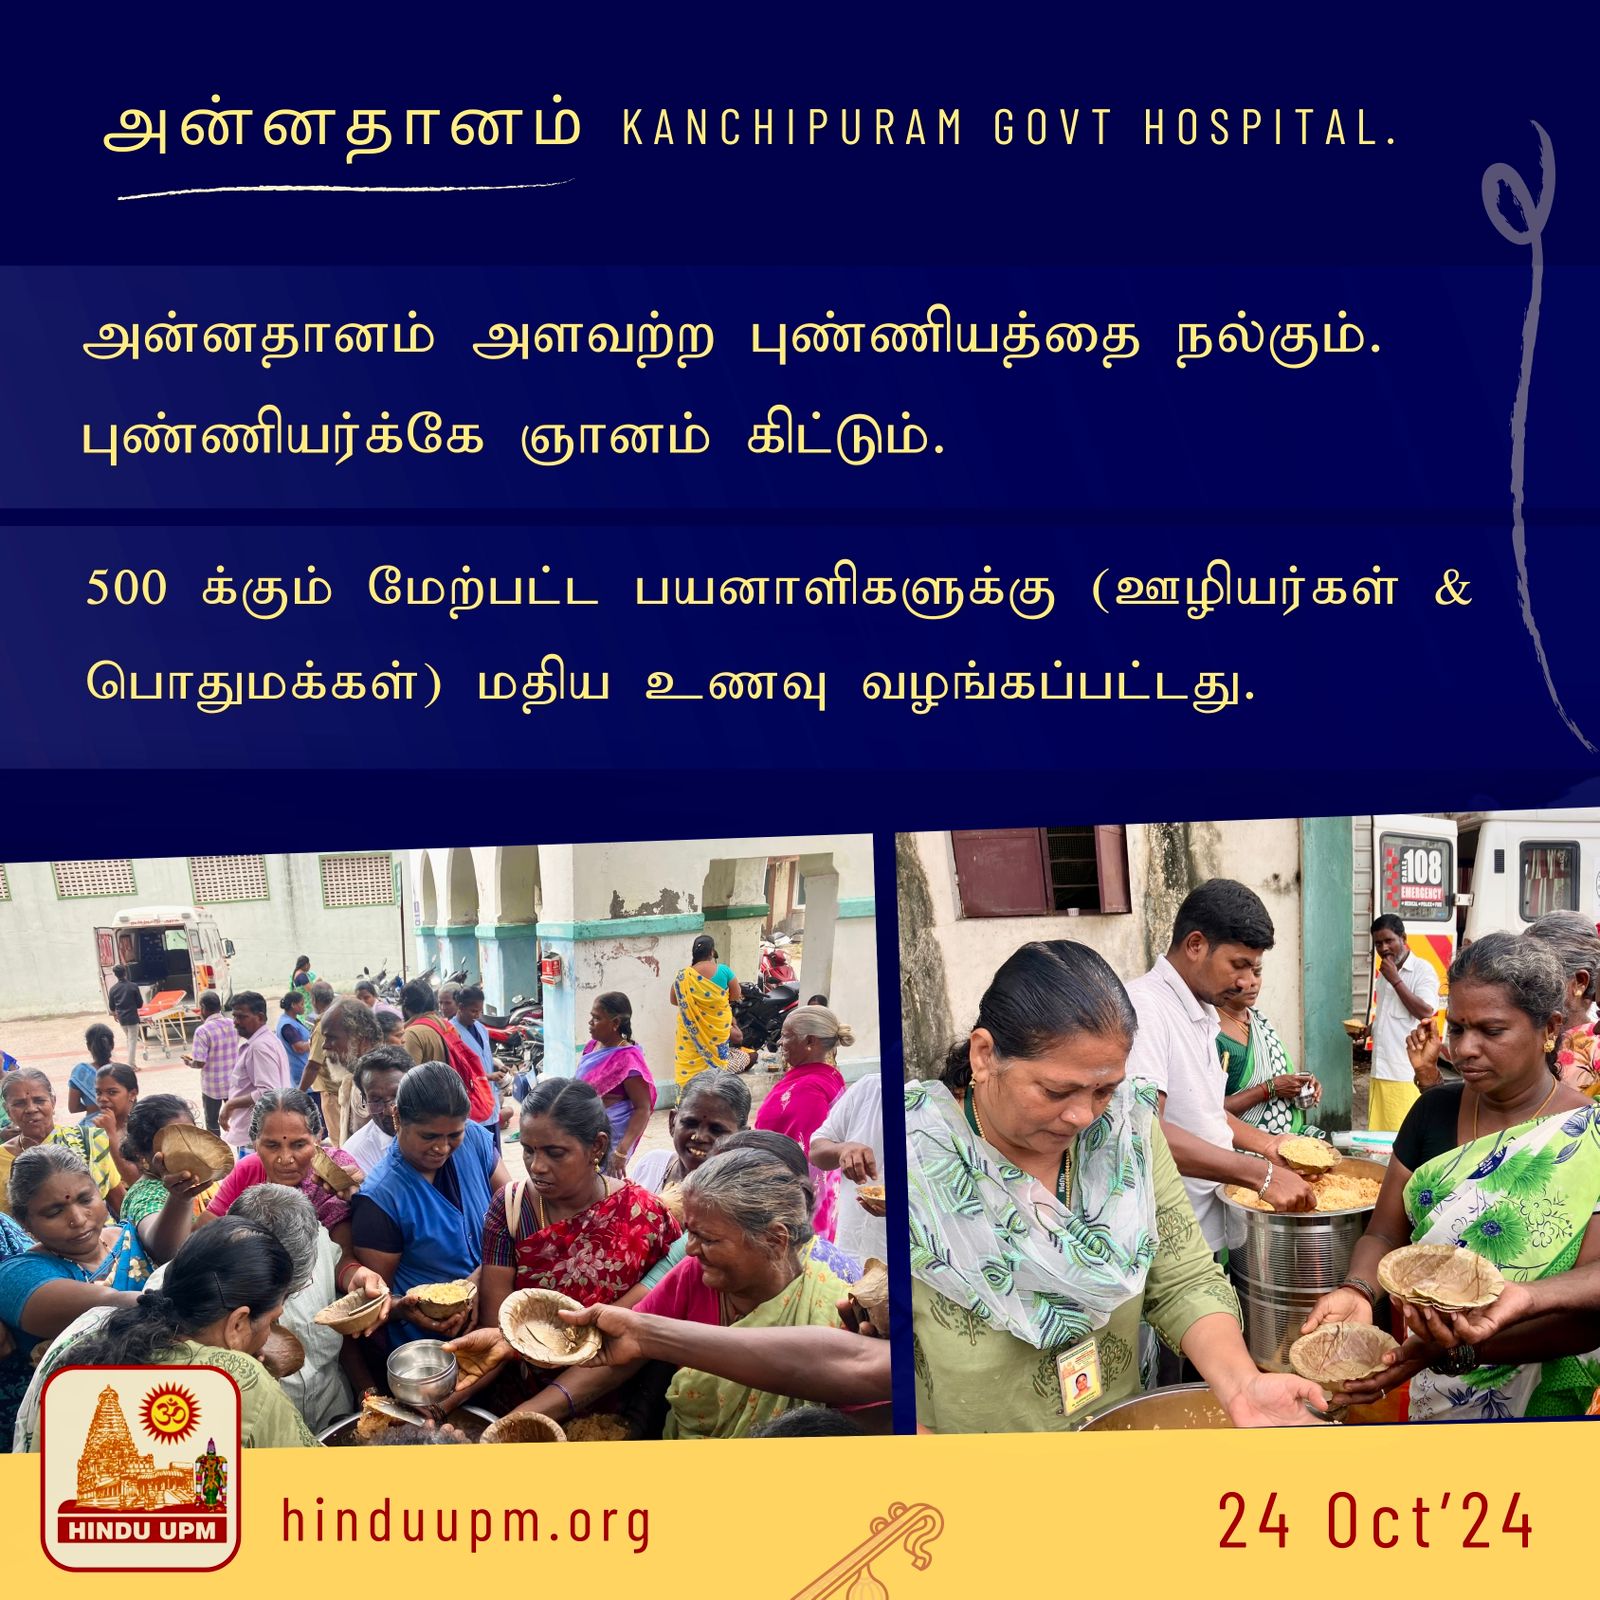 அன்னதானம் KANCHIPURAM GOVT HOSPITAL.
அன்னதானம் அளவற்ற புண்ணியத்தை நல்கும்.
புண்ணியர்க்கே ஞானம் கிட்டும்.
500 க்கும் மேற்பட்ட பயனாளிகளுக்கு (ஊழியர்கள் &
பொதுமக்கள்) மதிய உணவு வழங்கப்பட்டது.
CALL 108
EMERGENCY
HINDU UPM
hinduupm.org
24 Oct'24